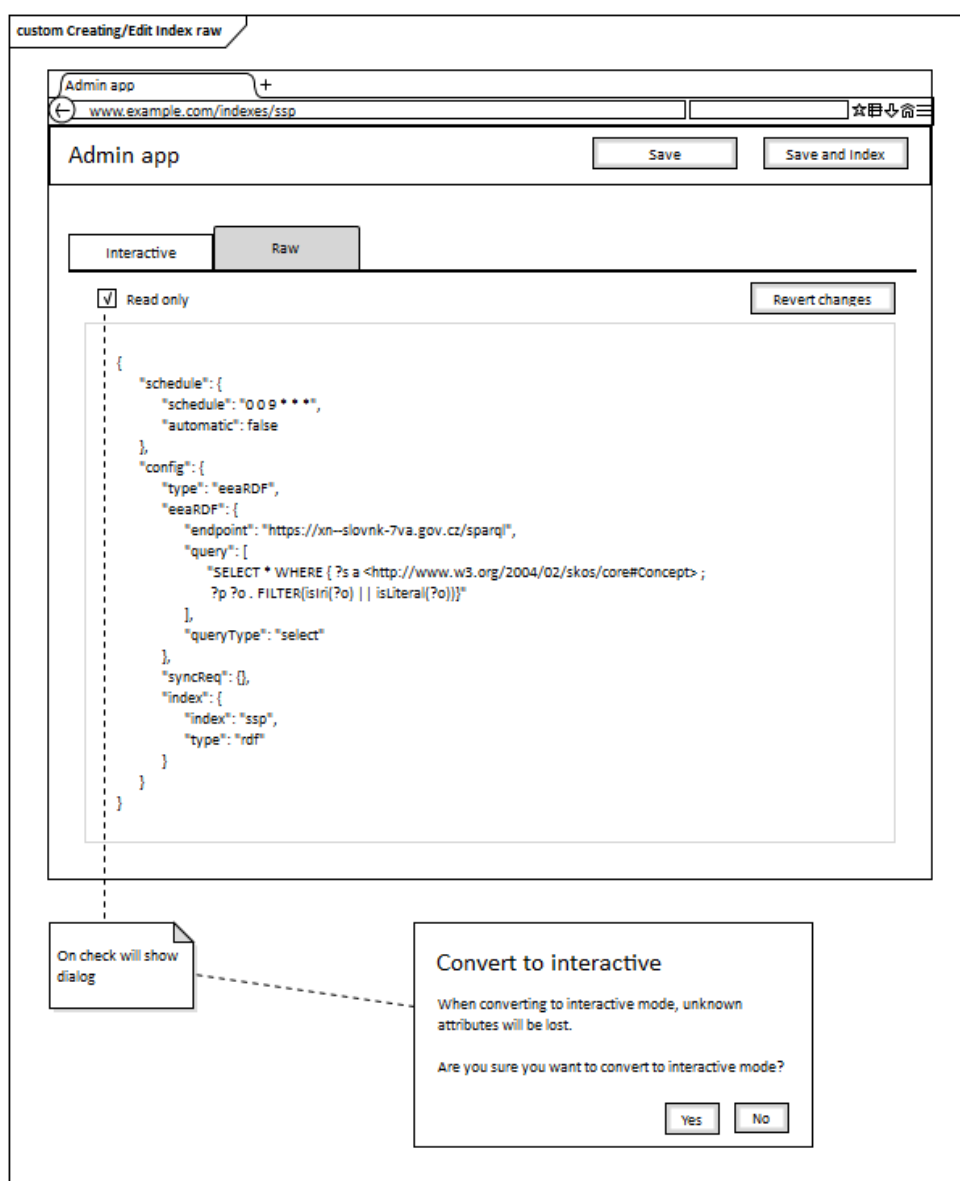 custom Creating/Edit Index raw
Admin app
+
www.example.com/indexes/ssp
Admin app
Save
Save and Index
Interactive
Raw
√ Read only
Revert changes
{
"schedule": {
"schedule": "0 0 9 * * *",
"automatic": false
},
"config": {
"type": "eeaRDF",
"eeaRDF": {
"endpoint": "https://xn--slovnk-7va.gov.cz/sparql",
"query": [
"SELECT * WHERE { ?s a <http://www.w3.org/2004/02/skos/core#Concept> ;
?p ?o . FILTER(isIri(?o) || isLiteral(?o))}"
],
"queryType": "select"
},
"syncReq": {},
"index": {
"index": "ssp",
"type": "rdf"
}
}
}
On check will show
dialog
Convert to interactive
When converting to interactive mode, unknown
attributes will be lost.
Are you sure you want to convert to interactive mode?
Yes
No